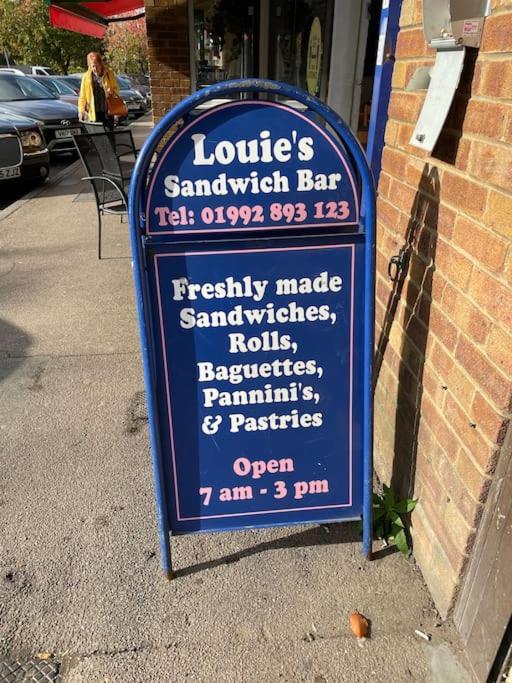 Louie's
Sandwich Bar
Tel: 01992 893 123
Freshly made
Sandwiches,
Rolls,
Baguettes,
Pannini's,
& Pastries
Open
7 am - 3 pm